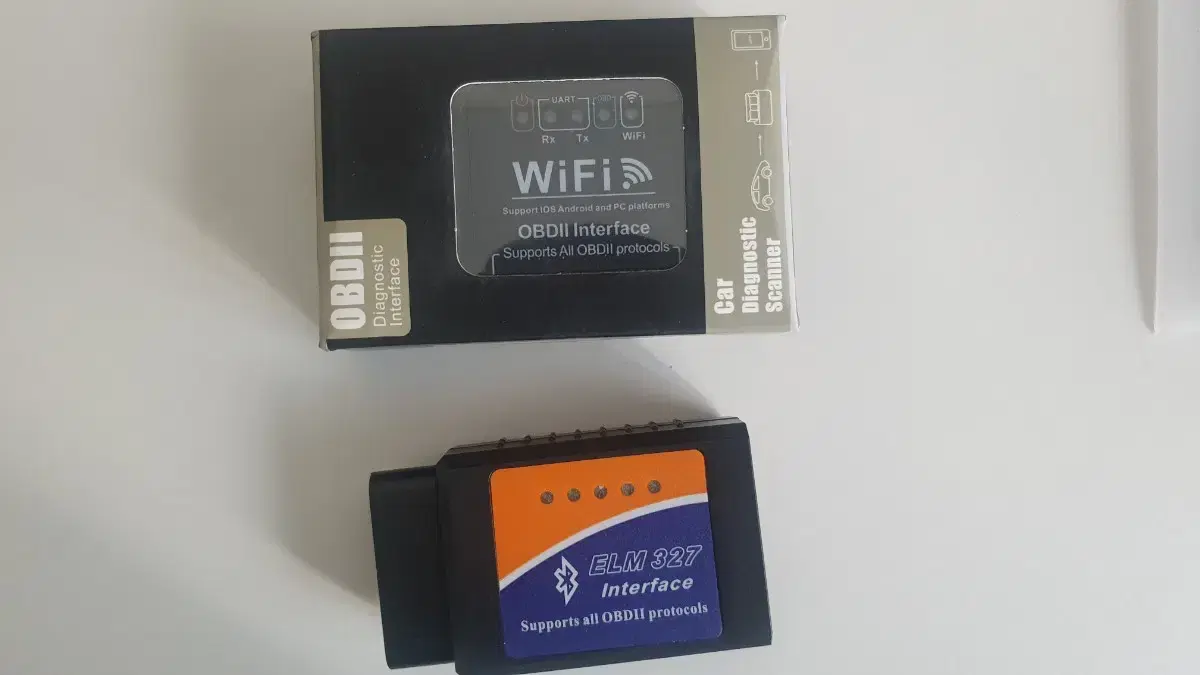 UART
Rx Tx WiFi
WiFi
Support IOS Android and PC platforms
OBDII Interface
Supports All OBDII protocols
OBDII
Diagnostic
Interface
Car
Diagnostic
Scanner
ELM 327
Interface
Supports all OBDII protocols